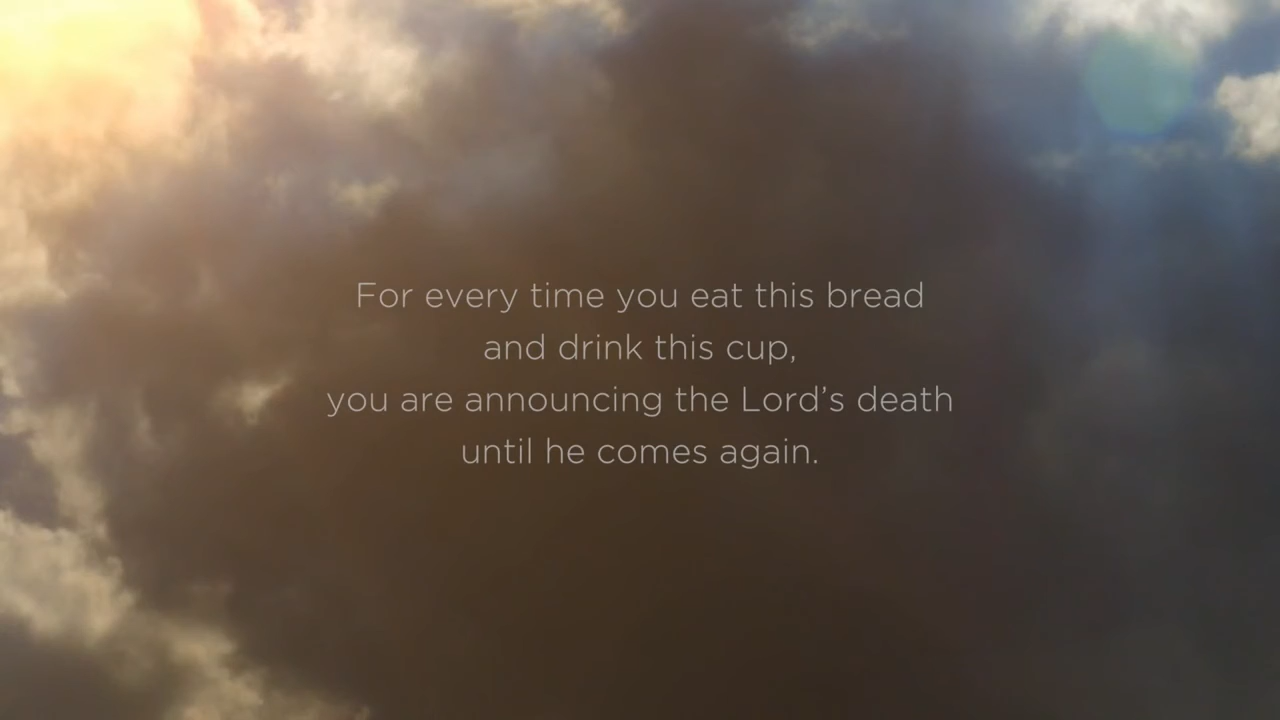 For every time you eat this bread
and drink this cup,
you are announcing the Lord’s death
until he comes again.